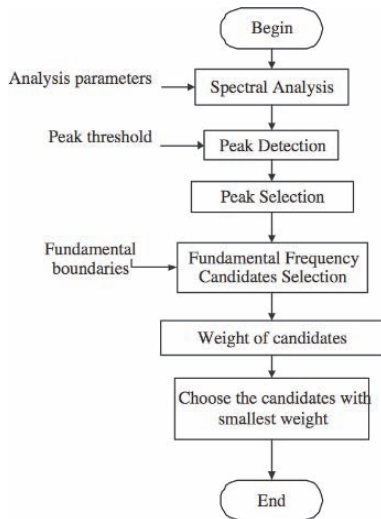 Begin
Analysis parameters
Spectral Analysis
Peak threshold
Peak Detection
Peak Selection
Fundamental
boundaries
Fundamental Frequency
Candidates Selection
Weight of candidates
Choose the candidates with
smallest weight
End